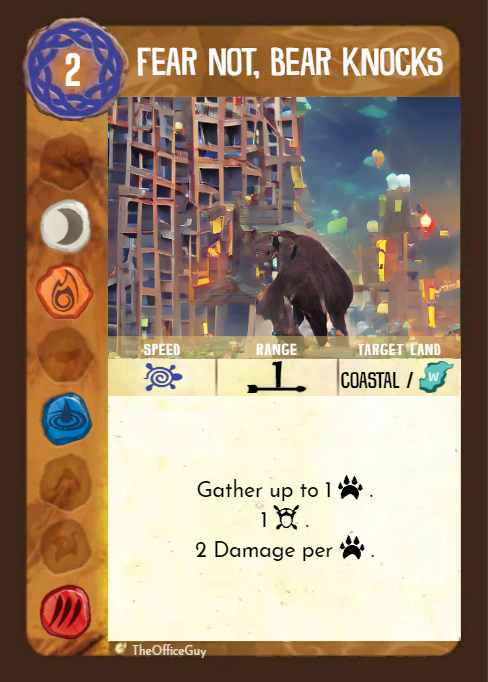 2
FEAR NOT, BEAR KNOCKS
SPEED RANGE TARGET LAND
1 COASTAL / W
Gather up to 1 .
1 .
2 Damage per .
TheOfficeGuy